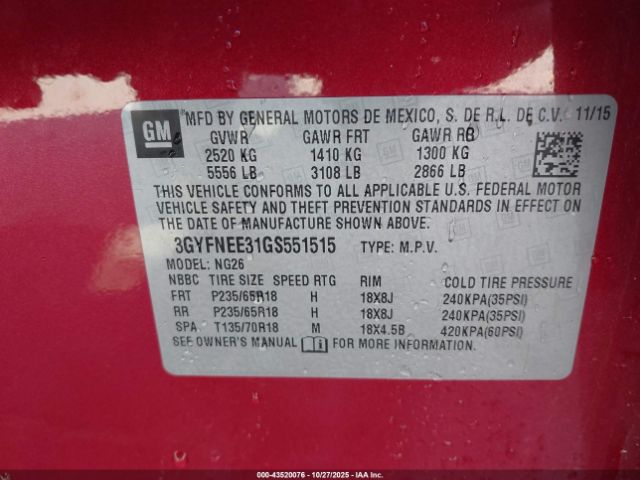 GM
MFD BY GENERAL MOTORS DE MEXICO, S. DE R.L. DE C.V. 11/15
GVWR GAWR FRT GAWR RR
2520 KG 1410 KG 1300 KG
5556 LB 3108 LB 2866 LB
THIS VEHICLE CONFORMS TO ALL APPLICABLE U.S. FEDERAL MOTOR
VEHICLE SAFETY AND THEFT PREVENTION STANDARDS IN EFFECT ON
THE DATE OF MANUFACTURE SHOWN ABOVE.
3GYFNEE31GS551515 TYPE: M.P.V.
MODEL: NG26
NBBC TIRE SIZE SPEED RTG RIM COLD TIRE PRESSURE
FRT P235/65R18 H 18X8J 240KPA(35PSI)
RR P235/65R18 H 18X8J 240KPA(35PSI)
SPA T135/70R18 M 18X4.5B 420KPA(60PSI)
SEE OWNER'S MANUAL FOR MORE INFORMATION.
000-43520076 - 10/27/2025 - IAAI.COM